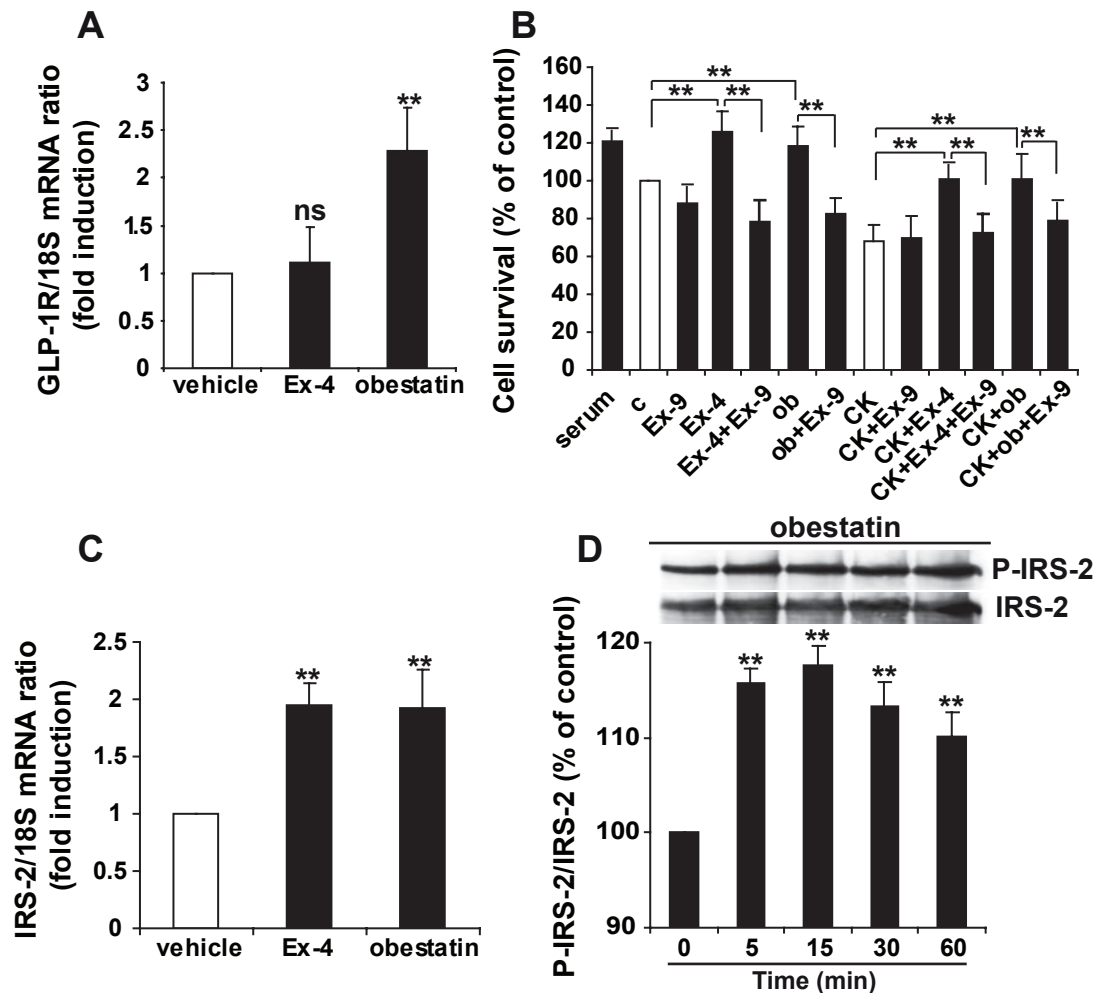 A
GLP-1R/18S mRNA ratio
(fold induction)
3
2.5
2
1.5
1
0.5
0
ns
**
vehicle Ex-4 obestatin
B
Cell survival (% of control)
160
140
120
100
80
60
40
20
0
**
** **
**
**
** **
**
serum
c
Ex-9
Ex-4
Ex-4+Ex-9
ob
ob+Ex-9
CK
CK+Ex-9
CK+Ex-4
CK+Ex-4+Ex-9
CK+ob
CK+ob+Ex-9
C
IRS-2/18S mRNA ratio
(fold induction)
2.5
2
1.5
1
0.5
0
** **
vehicle Ex-4 obestatin
D
obestatin
P-IRS-2
IRS-2
P-IRS-2/IRS-2 (% of control)
120
110
100
90
** ** ** **
0 5 15 30 60
Time (min)